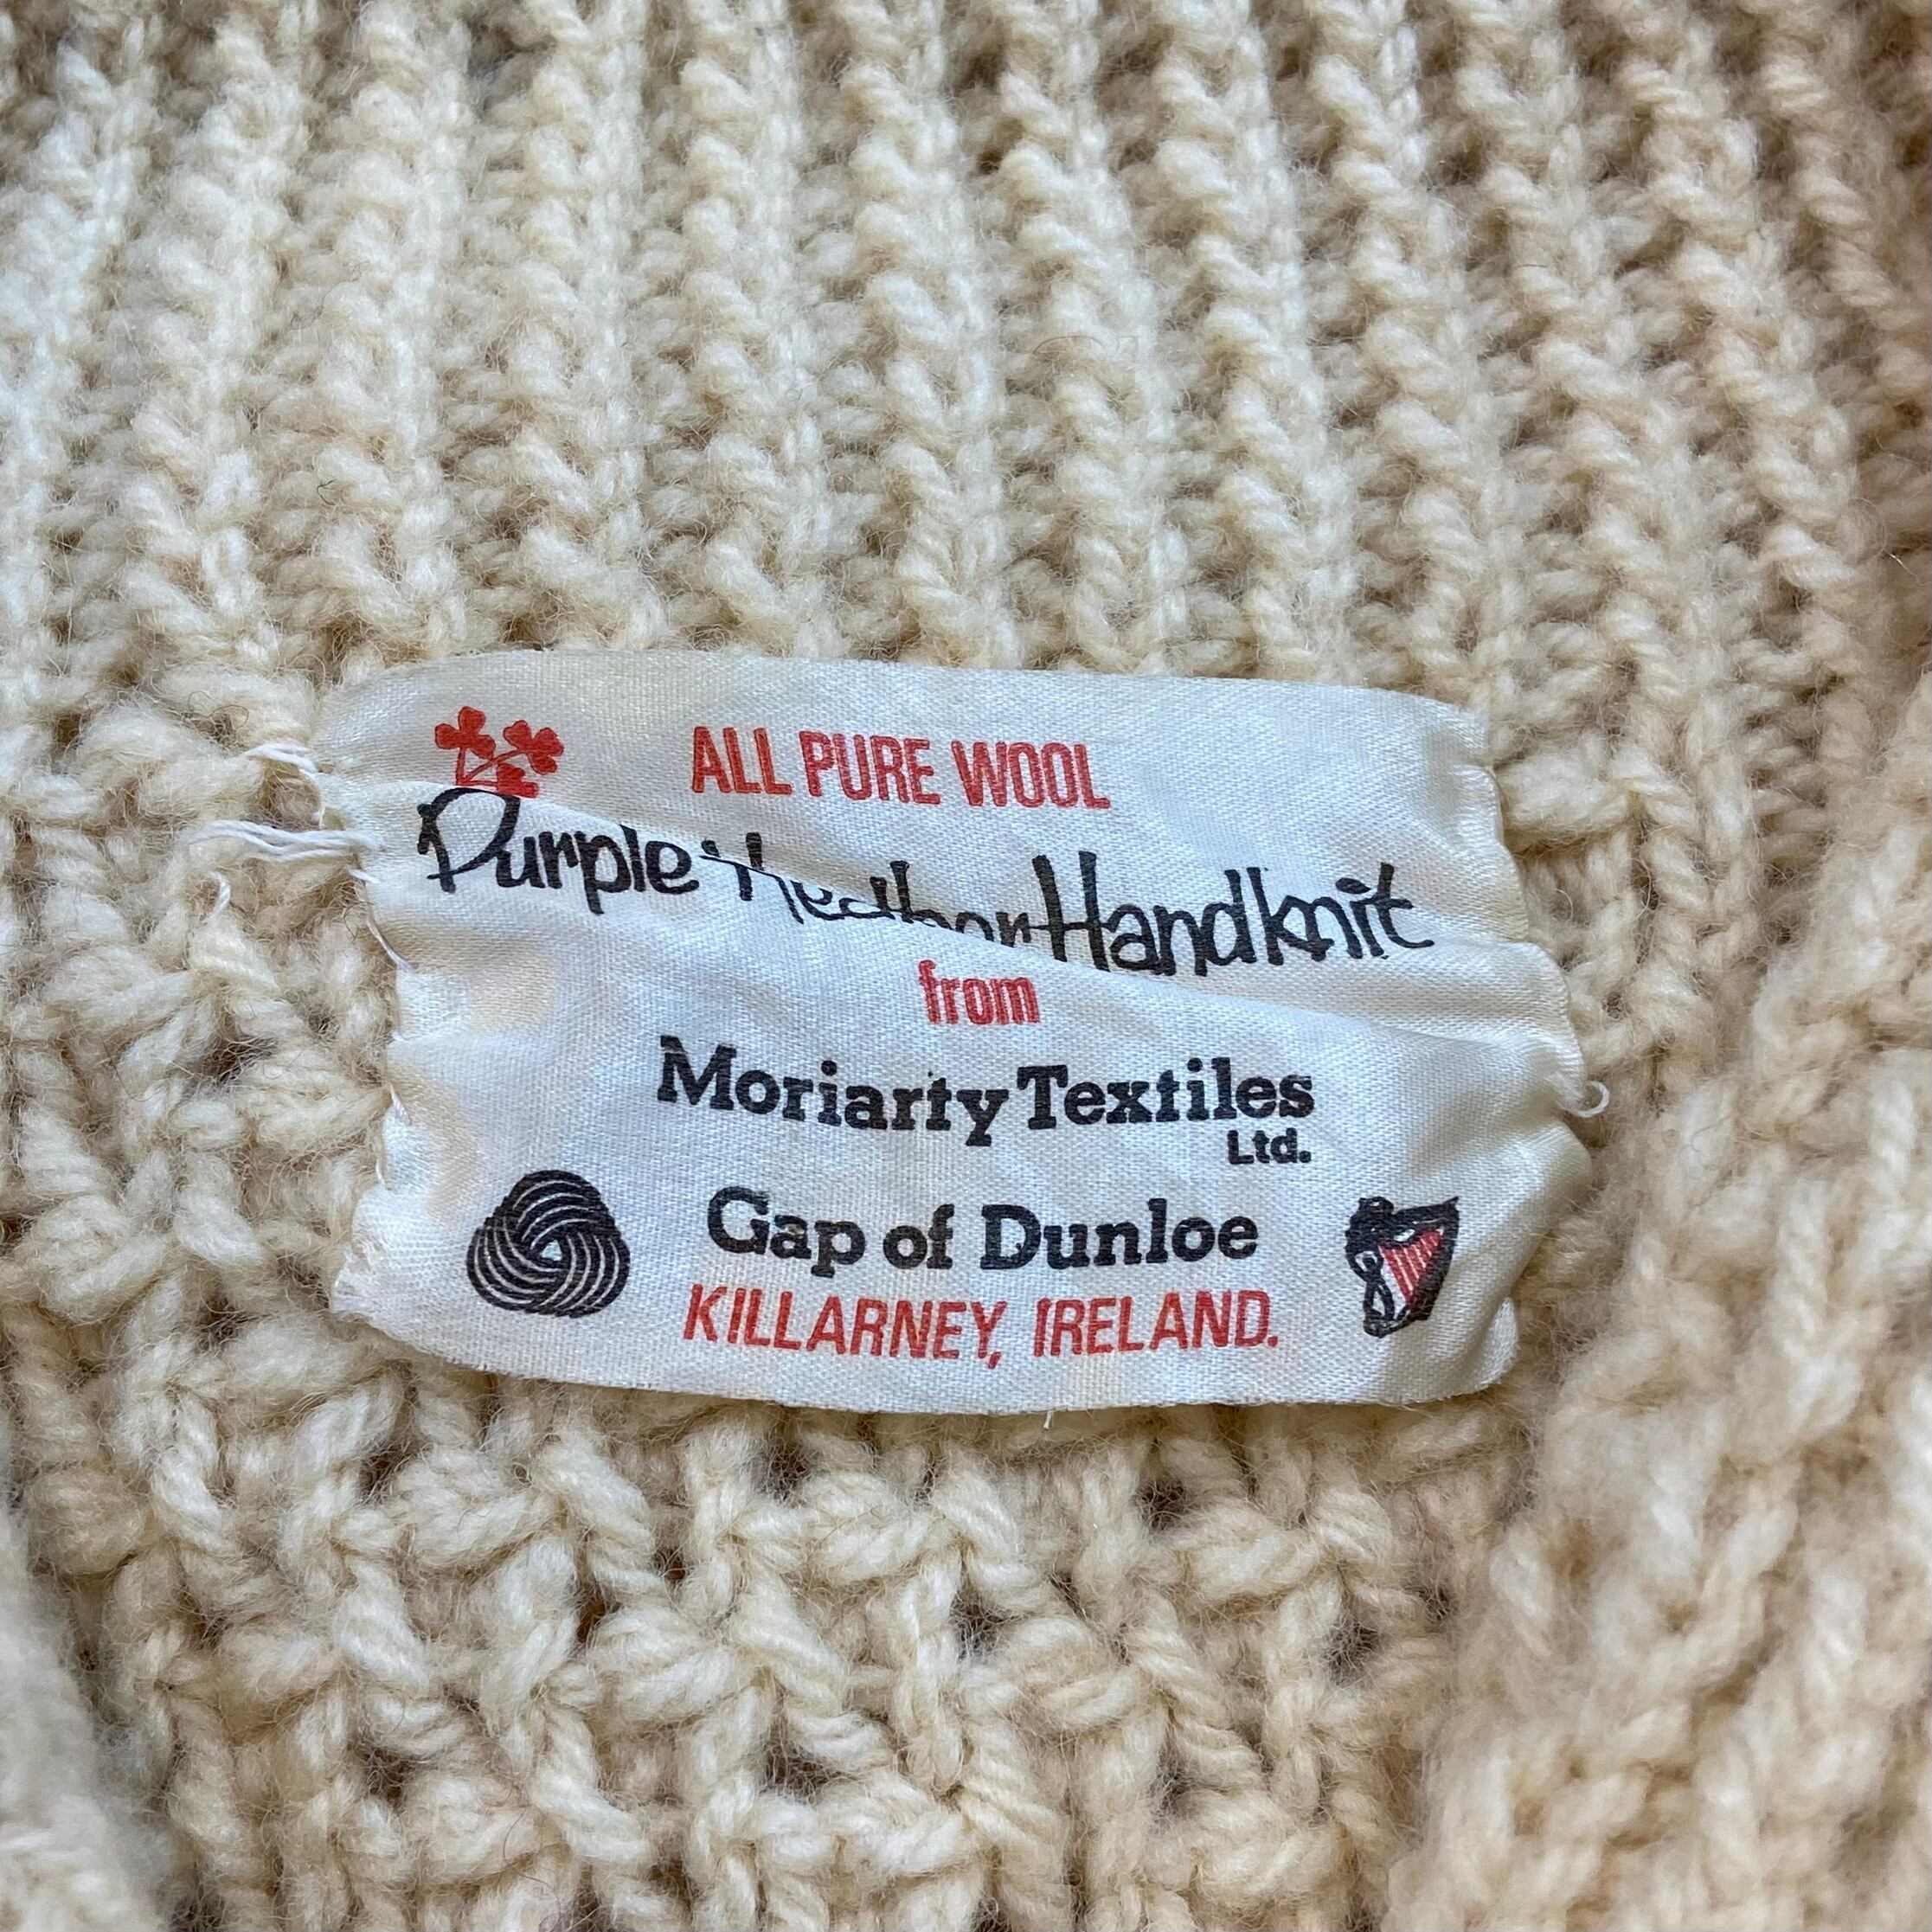 ALL PURE WOOL
Purple Heather Handknit
from
Moriarty Textiles
Ltd.
Gap of Dunloe
KILLARNEY, IRELAND.